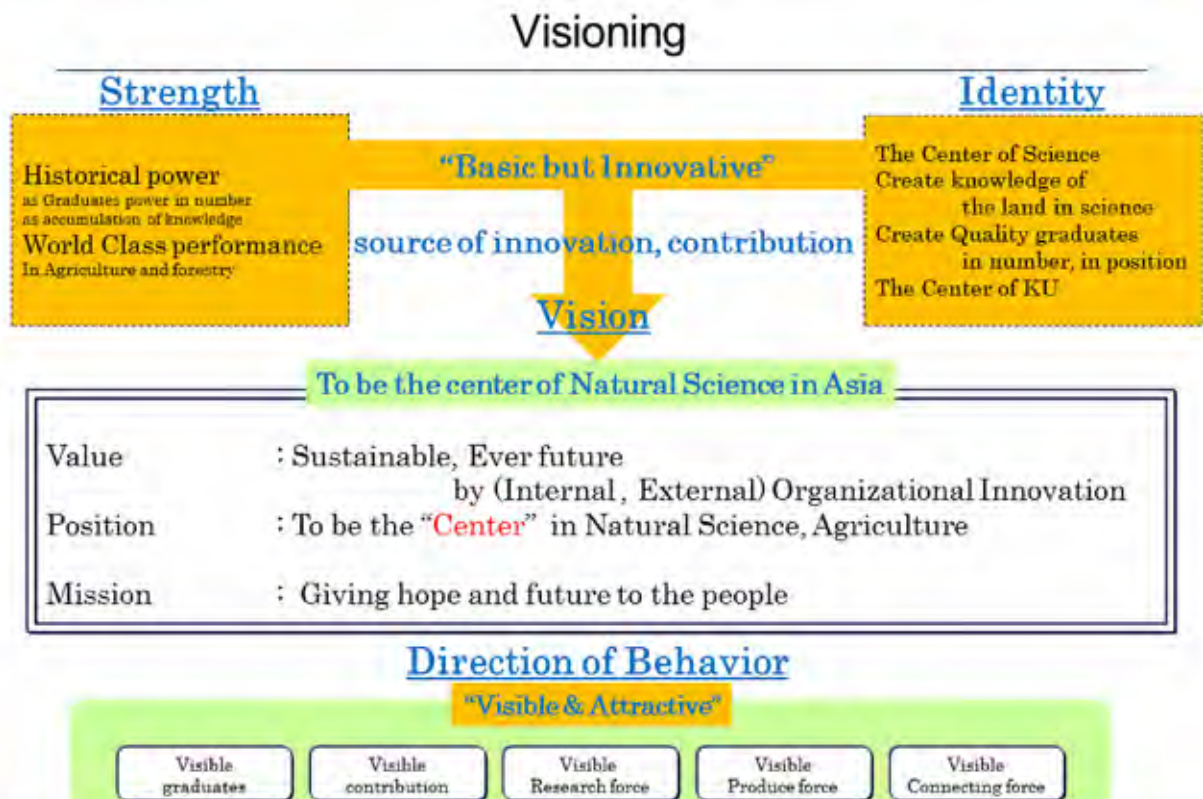 Visioning
Strength
Identity
Historical power
as Graduates power in number
as accumulation of knowledge
World Class performance
In Agriculture and forestry
"Basic but Innovative"
source of innovation, contribution
The Center of Science
Create knowledge of
the land in science
Create Quality graduates
in number, in position
The Center of KU
Vision
To be the center of Natural Science in Asia
Value : Sustainable, Ever future
by (Internal , External) Organizational Innovation
Position : To be the "Center" in Natural Science, Agriculture
Mission : Giving hope and future to the people
Direction of Behavior
"Visible & Attractive"
Visible
graduates
Visible
contribution
Visible
Research force
Visible
Produce force
Visible
Connecting force